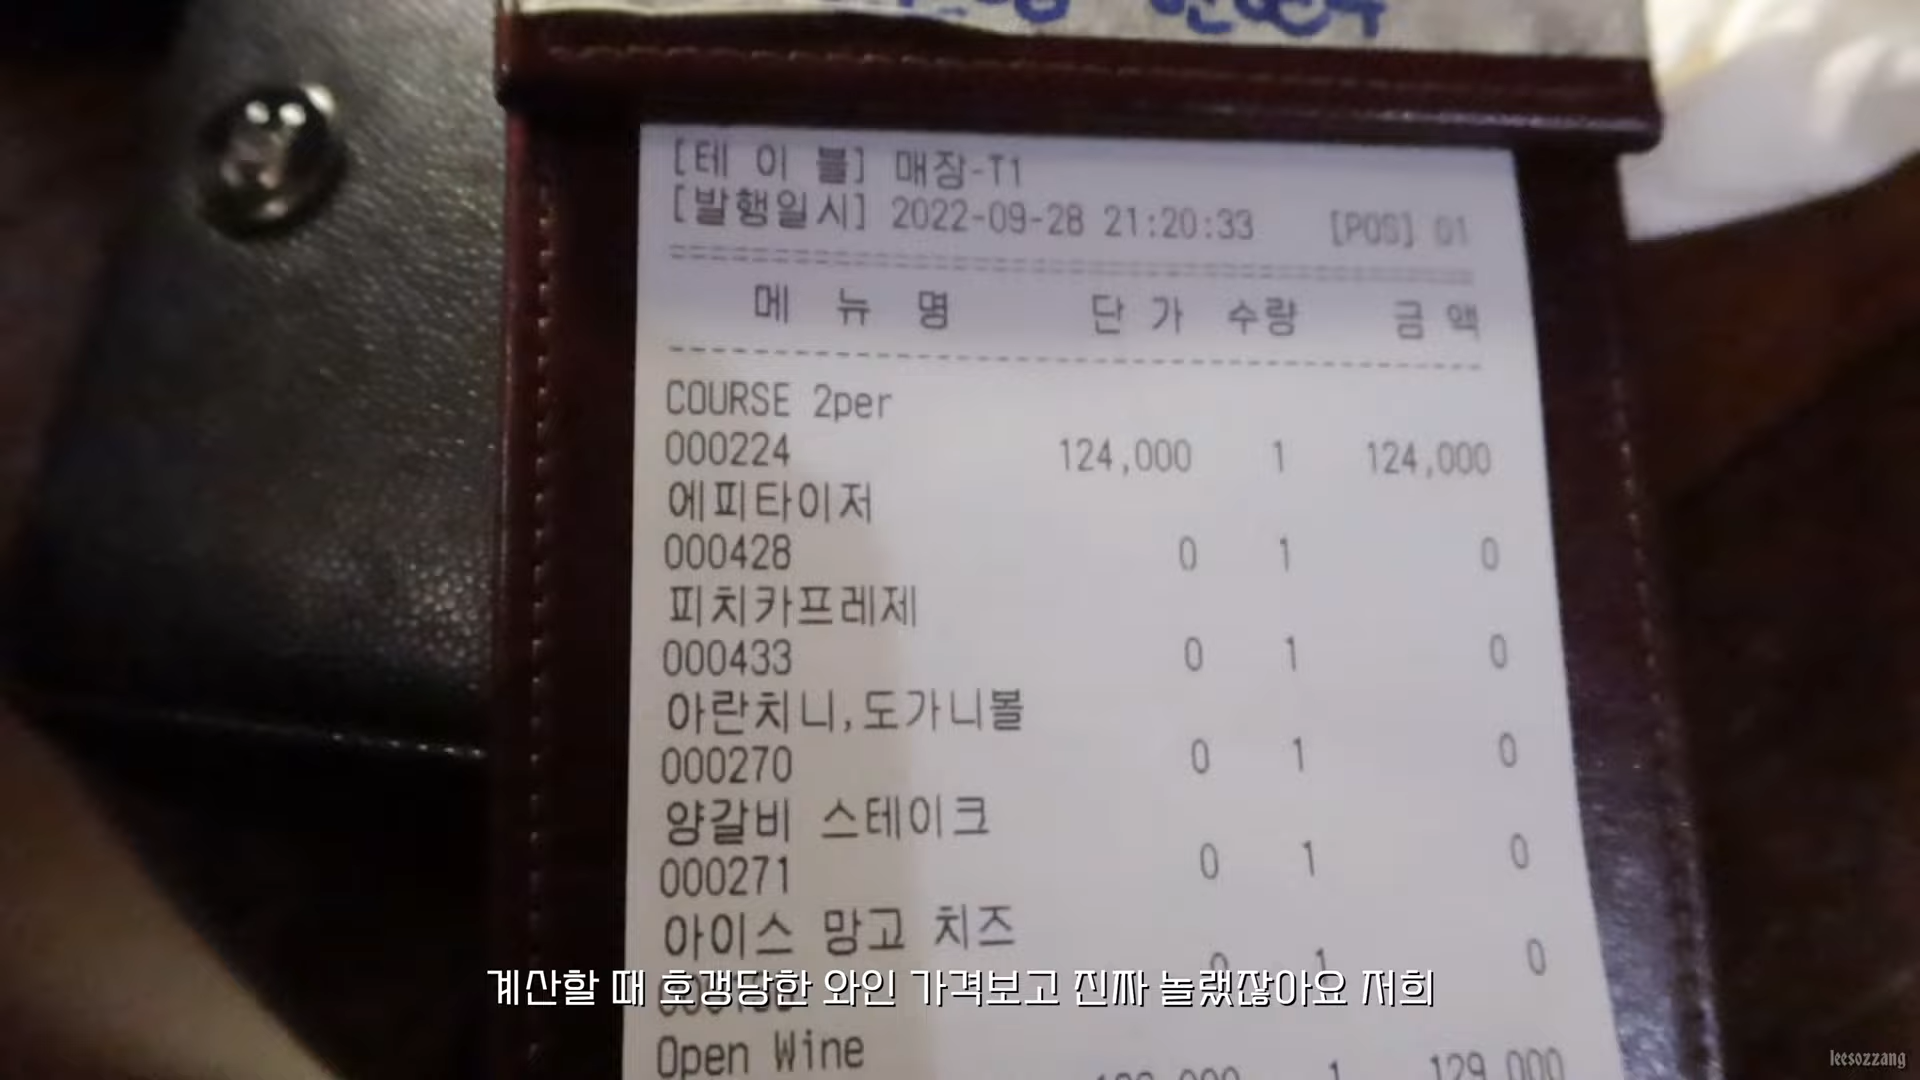 [테 이 블] 매장-T1
[발행일시] 2022-09-28 21:20:33 [POS] 01
메 뉴 명 단 가 수량 금 액
COURSE 2per
000224 124,000 1 124,000
에피타이저
000428 0 1 0
피치카프레제
000433 0 1 0
아란치니,도가니볼
000270 0 1 0
양갈비 스테이크
000271 0 1 0
아이스 망고 치즈
0 1 0
계산할 때 호갱당한 와인 가격보고 진짜 놀랬잖아요 저희
Open Wine
1 129,000
leesozzang